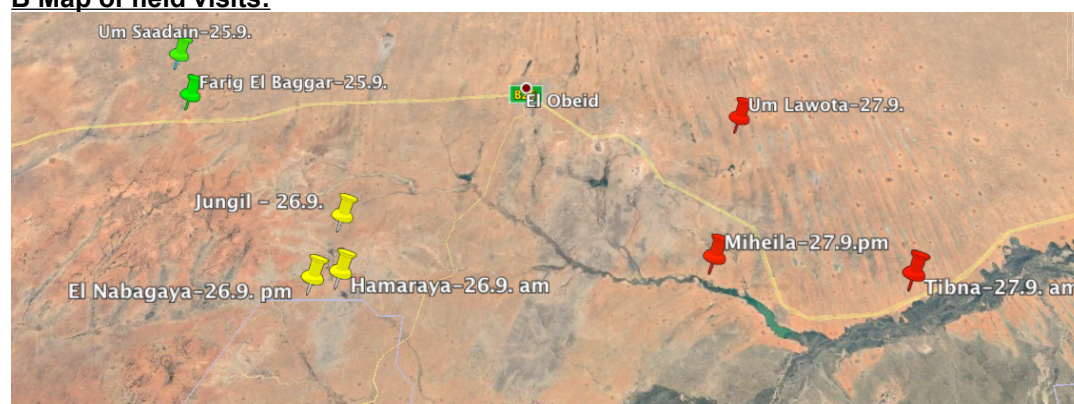 B Map of field visits:
Um Saadain-25.9.
Farig El Baggar-25.9.
El Obeid
Um Lawota-27.9.
Jungil - 26.9.
Miheila-27.9.pm
El Nabagaya-26.9. pm
Hamaraya-26.9. am
Tibna-27.9. am